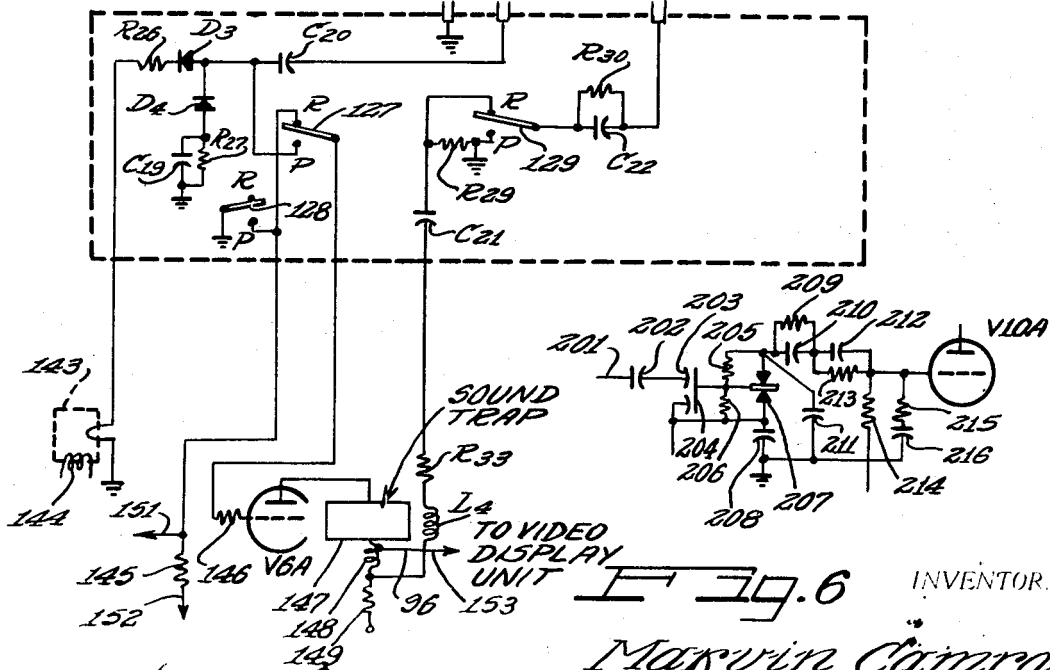 R26
D3
C20
D4
R27
C19
R
127
P
R
128
P
R30
R
129
P
C22
R29
C21
143
144
151
145
152
146
V6A
SOUND
TRAP
R33
L4
TO VIDEO
DISPLAY
UNIT
147
148
149
96
153
201
202
203
205
209
210
212
V10A
213
215
204
206
211
216
208
207
214
Fig. 6
INVENTOR.
Marvin Camra